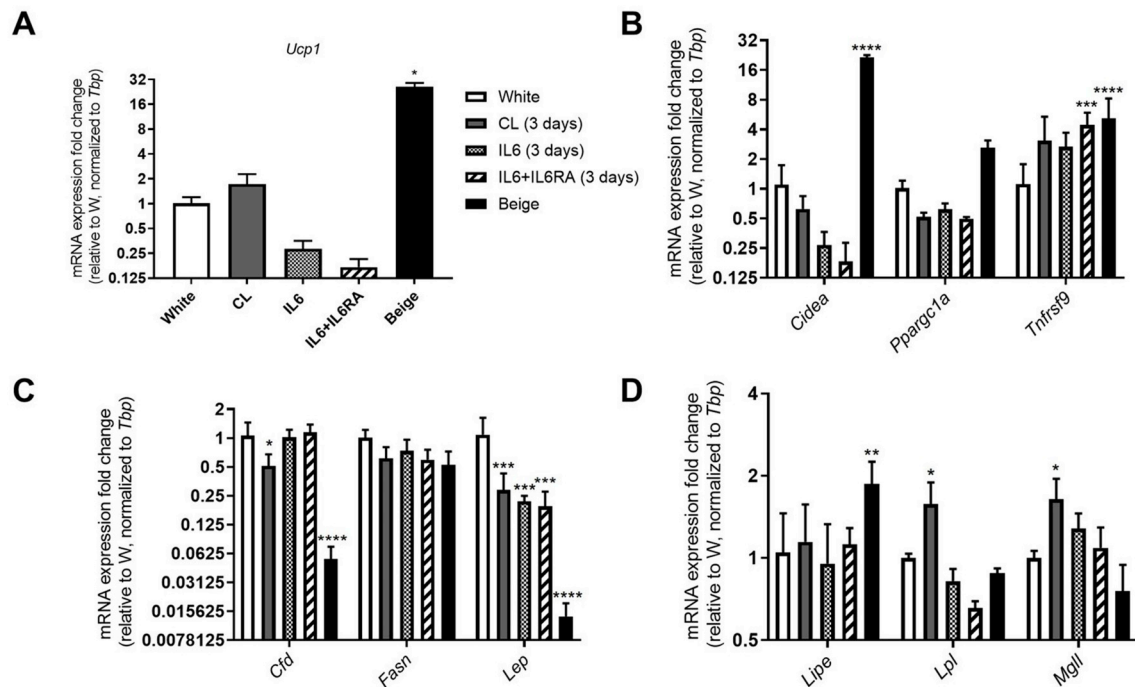 A
Ucp1
mRNA expression fold change
(relative to W, normalized to Tbp)
32
16
8
4
2
1
0.5
0.25
0.125
*
White
CL
IL6
IL6+IL6RA
Beige
White
CL (3 days)
IL6 (3 days)
IL6+IL6RA (3 days)
Beige
B
mRNA expression fold change
(relative to W, normalized to Tbp)
32
16
8
4
2
1
0.5
0.25
0.125
****
*** ****
Cidea
Ppargc1a
Tnfrsf9
C
mRNA expression fold change
(relative to W, normalized to Tbp)
2
1
0.5
0.25
0.125
0.0625
0.03125
0.015625
0.0078125
*
****
*** *** ***
****
Cfd
Fasn
Lep
D
mRNA expression fold change
(relative to W, normalized to Tbp)
4
2
1
0.5
**
*
*
Lipe
Lpl
Mgll